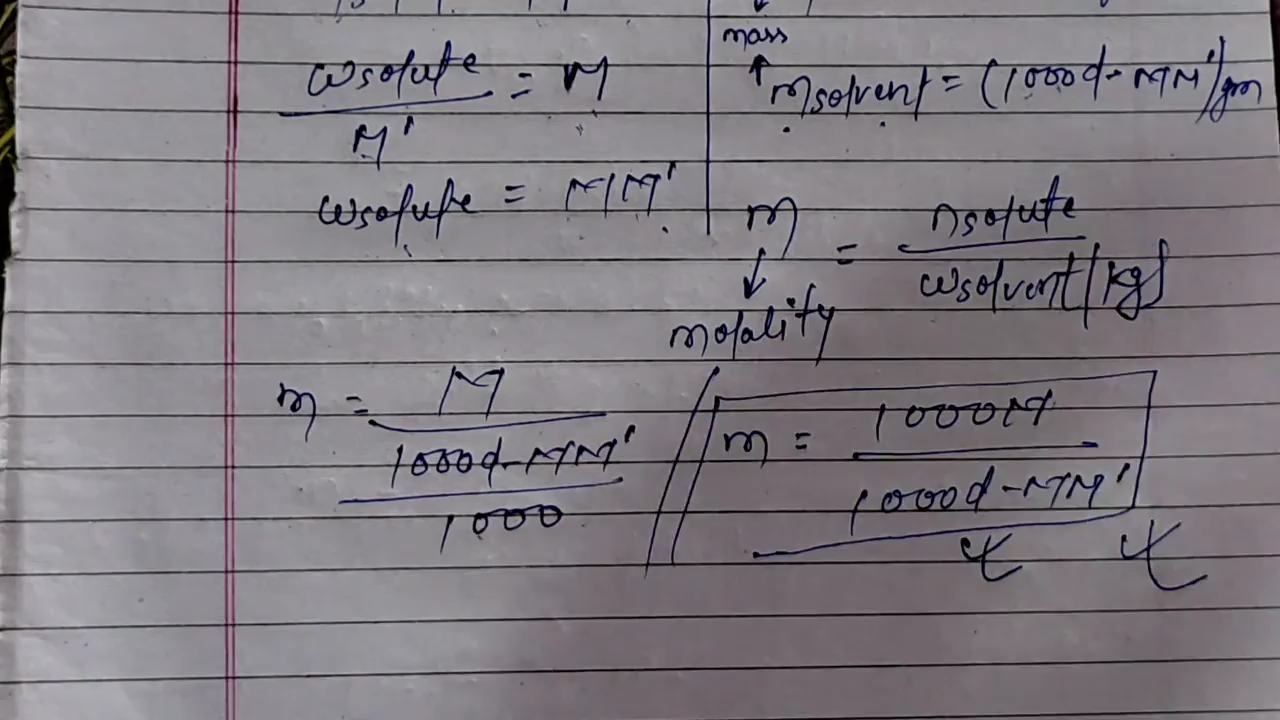 wsolute / M' = M
wsolute = MM'
mass
↑
msolvent = (1000d - MM')gm
m = nsolute / wsolvent(kg)
↓
molality
m = M / (1000d-MM' / 1000)
m = 1000M / 1000d-MM'